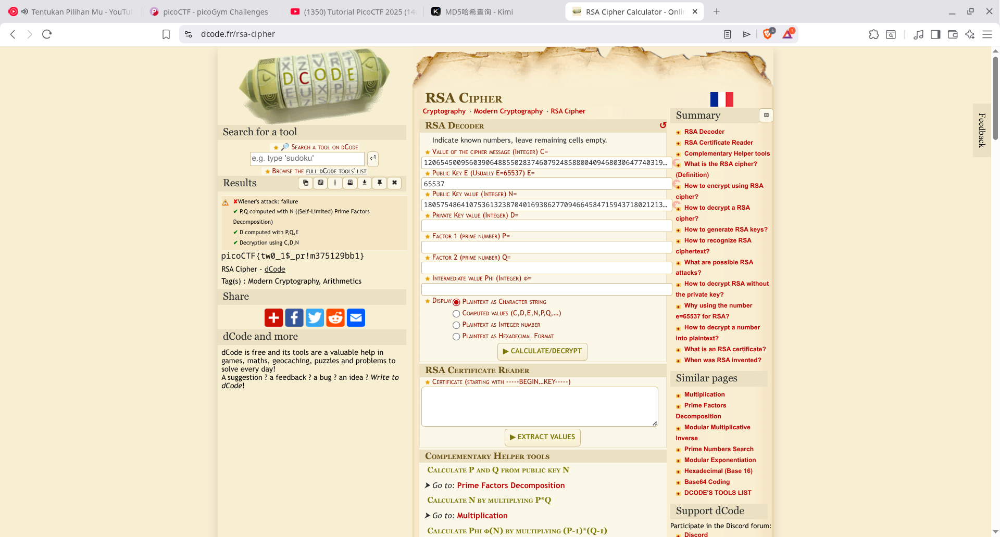 Tentukan Pilihan Mu - YouTu
picoCTF - picoGym Challenges
(1350) Tutorial PicoCTF 2025 (14
MD5哈希查询 - Kimi
RSA Cipher Calculator - Onli
dcode.fr/rsa-cipher
DCODE
Search for a tool
Search a tool on dCode
e.g. type 'sudoku'
Browse the full dCode tools' list
Results
Wiener's attack: failure
P,Q computed with N ((Self-Limited) Prime Factors
Decomposition)
D computed with P,Q,E
Decryption using C,D,N
picoCTF{tw0_1$_pr!m375129bb1}
RSA Cipher - dCode
Tag(s) : Modern Cryptography, Arithmetics
Share
dCode and more
dCode is free and its tools are a valuable help in
games, maths, geocaching, puzzles and problems to
solve every day!
A suggestion ? a feedback ? a bug ? an idea ? Write to
dCode!
RSA Cipher
Cryptography › Modern Cryptography › RSA Cipher
RSA Decoder
Indicate known numbers, leave remaining cells empty.
Value of the cipher message (Integer) C=
1206545009560390648855028374607924858800409468030647740319…
Public Key E (Usually E=65537) E=
65537
Public Key value (Integer) N=
1805754864107536132387040169386277094664584715943718021213…
Private Key value (Integer) D=
Factor 1 (prime number) P=
Factor 2 (prime number) Q=
Intermediate value Phi (Integer) Φ=
Display
Plaintext as Character string
Computed values (C,D,E,N,P,Q,…)
Plaintext as Integer number
Plaintext as Hexadecimal Format
▶ CALCULATE/DECRYPT
RSA Certificate Reader
Certificate (starting with -----BEGIN…KEY-----)
▶ EXTRACT VALUES
Complementary Helper tools
Calculate P and Q from public key N
⮞ Go to: Prime Factors Decomposition
Calculate N by multiplying P*Q
⮞ Go to: Multiplication
Calculate Phi φ(N) by multiplying (P-1)*(Q-1)
Summary
RSA Decoder
RSA Certificate Reader
Complementary Helper tools
What is the RSA cipher?
(Definition)
How to encrypt using RSA
cipher?
How to decrypt a RSA
cipher?
How to generate RSA keys?
How to recognize RSA
ciphertext?
What are possible RSA
attacks?
How to decrypt RSA without
the private key?
Why using the number
e=65537 for RSA?
How to decrypt a number
into plaintext?
What is an RSA certificate?
When was RSA invented?
Similar pages
Multiplication
Prime Factors
Decomposition
Modular Multiplicative
Inverse
Prime Numbers Search
Modular Exponentiation
Hexadecimal (Base 16)
Base64 Coding
DCODE'S TOOLS LIST
Support dCode
Participate in the Discord forum:
Discord
Feedback